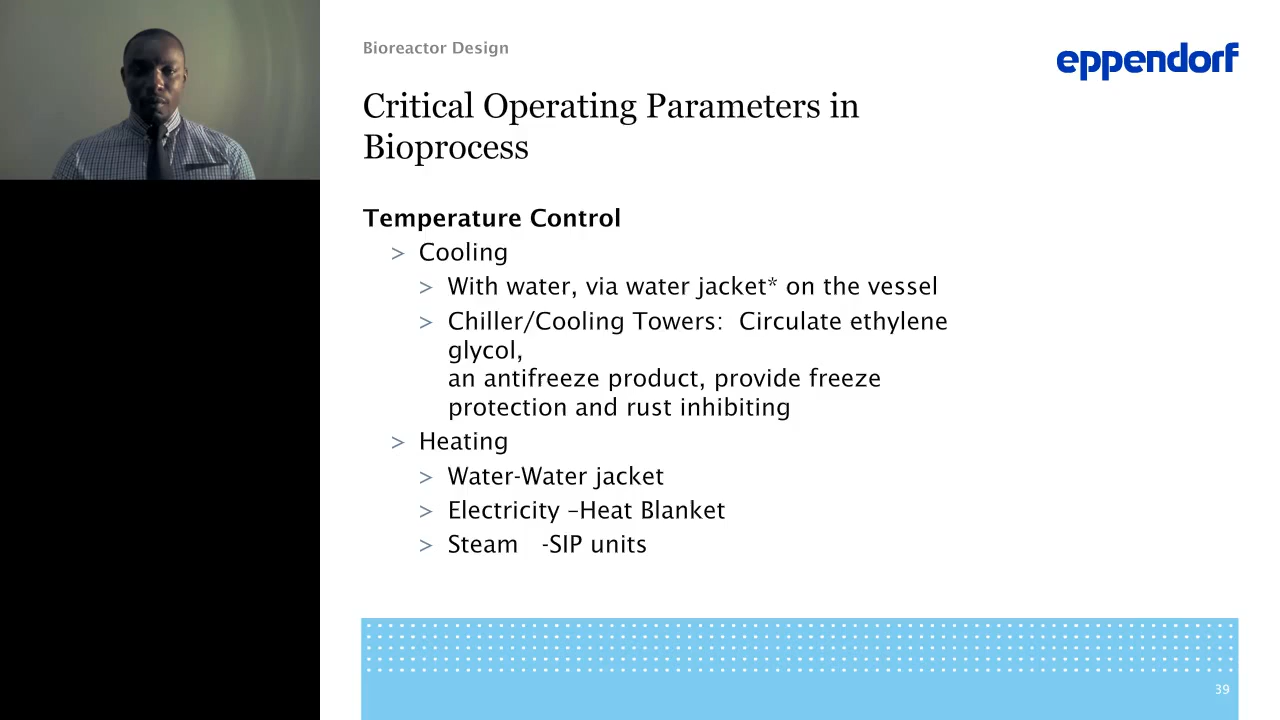 Bioreactor Design
eppendorf
Critical Operating Parameters in
Bioprocess
Temperature Control
> Cooling
> With water, via water jacket* on the vessel
> Chiller/Cooling Towers:  Circulate ethylene
glycol,
an antifreeze product, provide freeze
protection and rust inhibiting
> Heating
> Water-Water jacket
> Electricity –Heat Blanket
> Steam   -SIP units
39